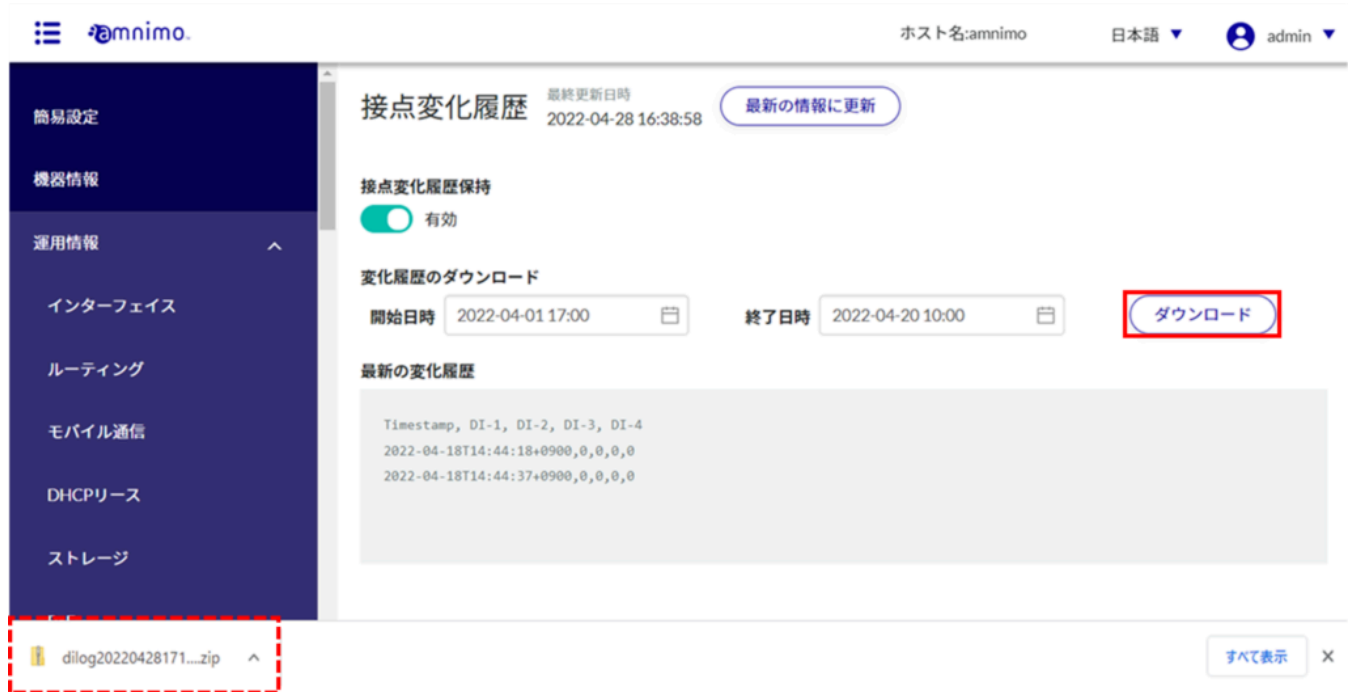 amnimo. ホスト名:amnimo 日本語 ▼ admin ▼
簡易設定
機器情報
運用情報
インターフェイス
ルーティング
モバイル通信
DHCPリース
ストレージ
接点変化履歴 最終更新日時 2022-04-28 16:38:58 最新の情報に更新
接点変化履歴保持
有効
変化履歴のダウンロード
開始日時 2022-04-01 17:00 終了日時 2022-04-20 10:00 ダウンロード
最新の変化履歴
Timestamp, DI-1, DI-2, DI-3, DI-4
2022-04-18T14:44:18+0900,0,0,0,0
2022-04-18T14:44:37+0900,0,0,0,0
dilog20220428171....zip すべて表示 ×